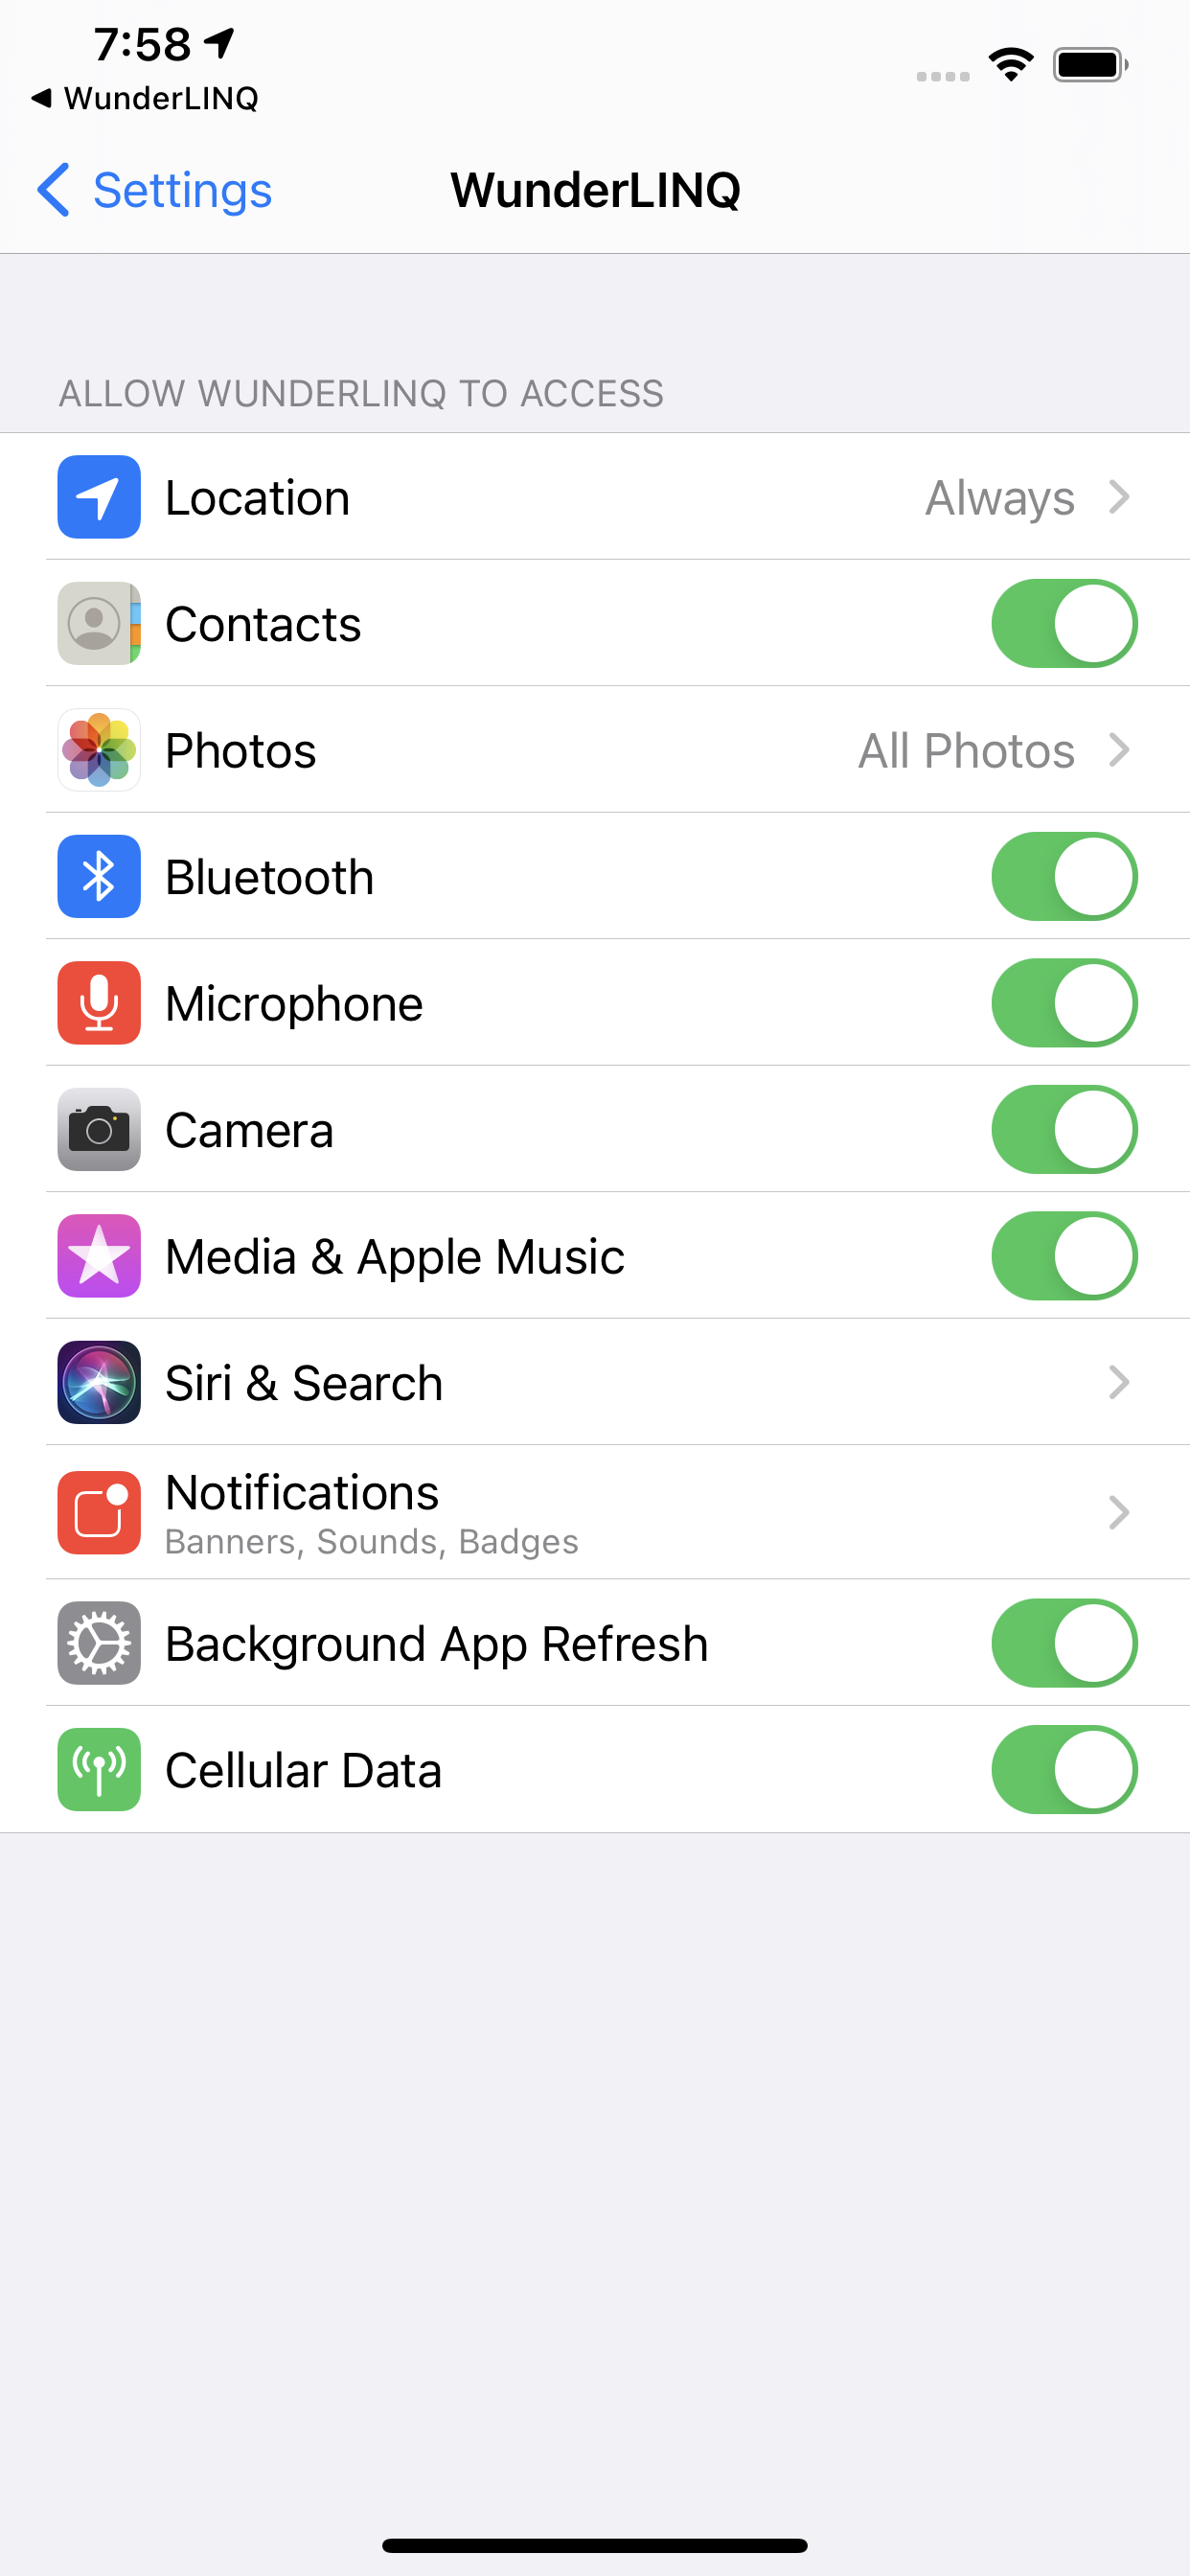 7:58
WunderLINQ
Settings
WunderLINQ
ALLOW WUNDERLINQ TO ACCESS
Location
Always
Contacts
Photos
All Photos
Bluetooth
Microphone
Camera
Media & Apple Music
Siri & Search
Notifications
Banners, Sounds, Badges
Background App Refresh
Cellular Data